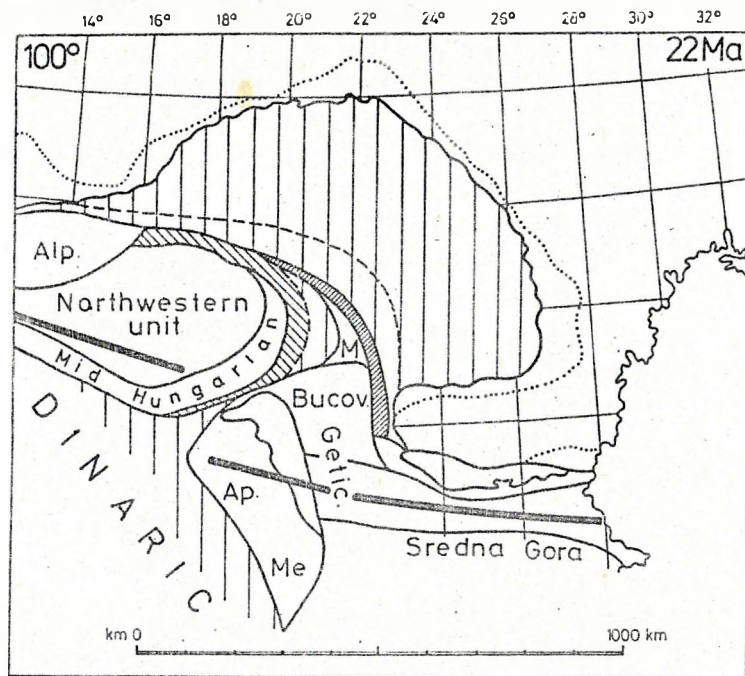 14° 16° 18° 20° 22° 24° 26° 28° 30° 32°
100° 22Ma
Alp.
Northwestern
unit
Mid Hungarian
M
Bucov.
Getic.
DINARIC
Ap.
Me
Sredna Gora
km 0 1000 km